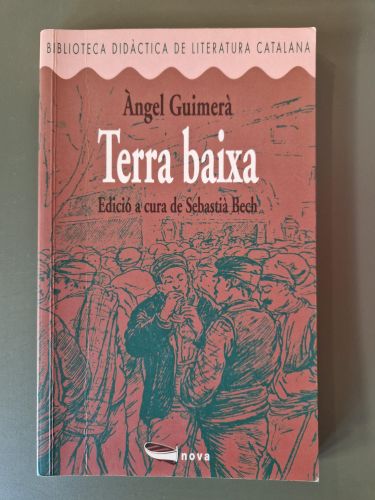 BIBLIOTECA DIDÀCTICA DE LITERATURA CATALANA
Àngel Guimerà
Terra baixa
Edició a cura de Sebastià Bech
nova